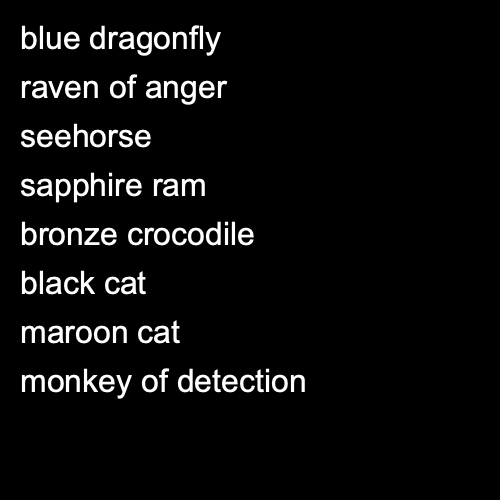 blue dragonfly
raven of anger
seehorse
sapphire ram
bronze crocodile
black cat
maroon cat
monkey of detection